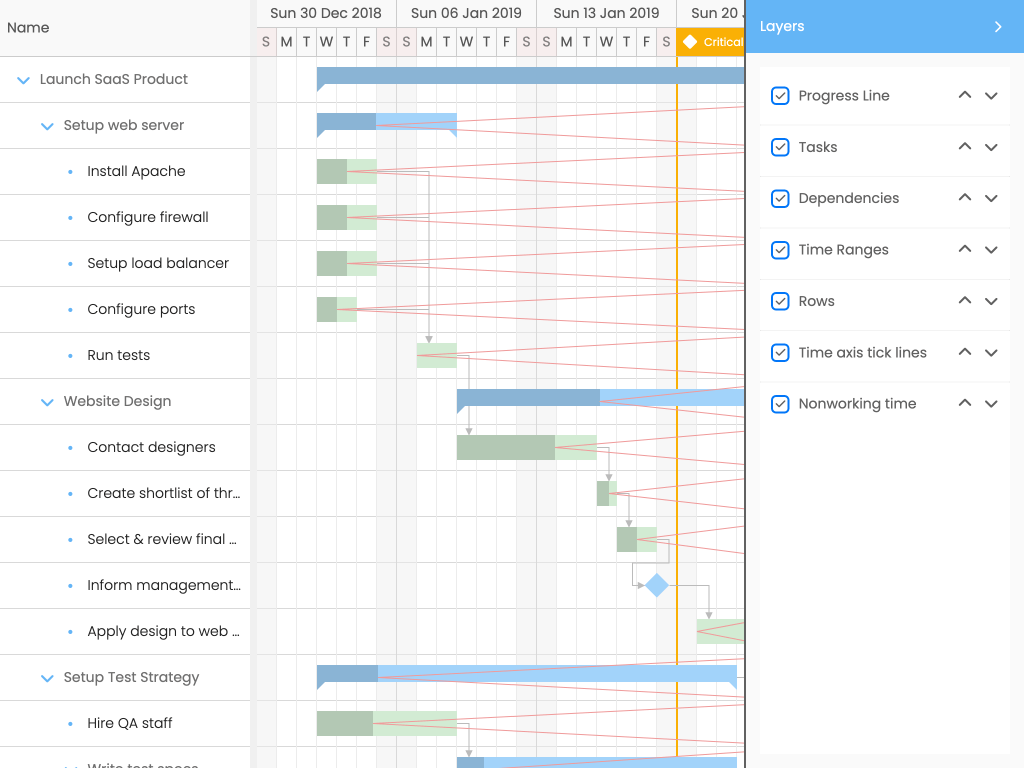 Name
Sun 30 Dec 2018 Sun 06 Jan 2019 Sun 13 Jan 2019 Sun 20
S M T W T F S S M T W T F S S M T W T F S Critical
Launch SaaS Product
Setup web server
Install Apache
Configure firewall
Setup load balancer
Configure ports
Run tests
Website Design
Contact designers
Create shortlist of thr...
Select & review final ...
Inform management...
Apply design to web ...
Setup Test Strategy
Hire QA staff
Write test specs
Layers
Progress Line
Tasks
Dependencies
Time Ranges
Rows
Time axis tick lines
Nonworking time